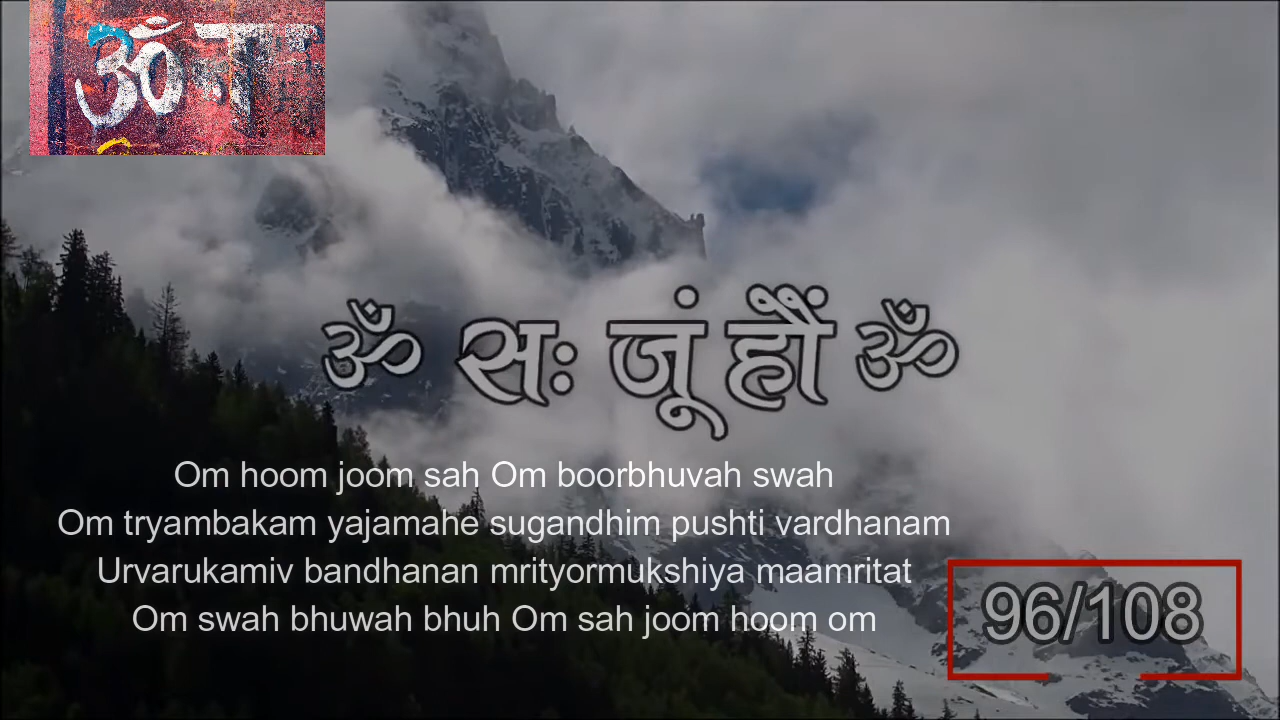 ॐ
ॐ सः जूं हौं ॐ
Om hoom joom sah Om boorbhuvah swah
Om tryambakam yajamahe sugandhim pushti vardhanam
Urvarukamiv bandhanan mrityormukshiya maamritat
Om swah bhuwah bhuh Om sah joom hoom om
96/108